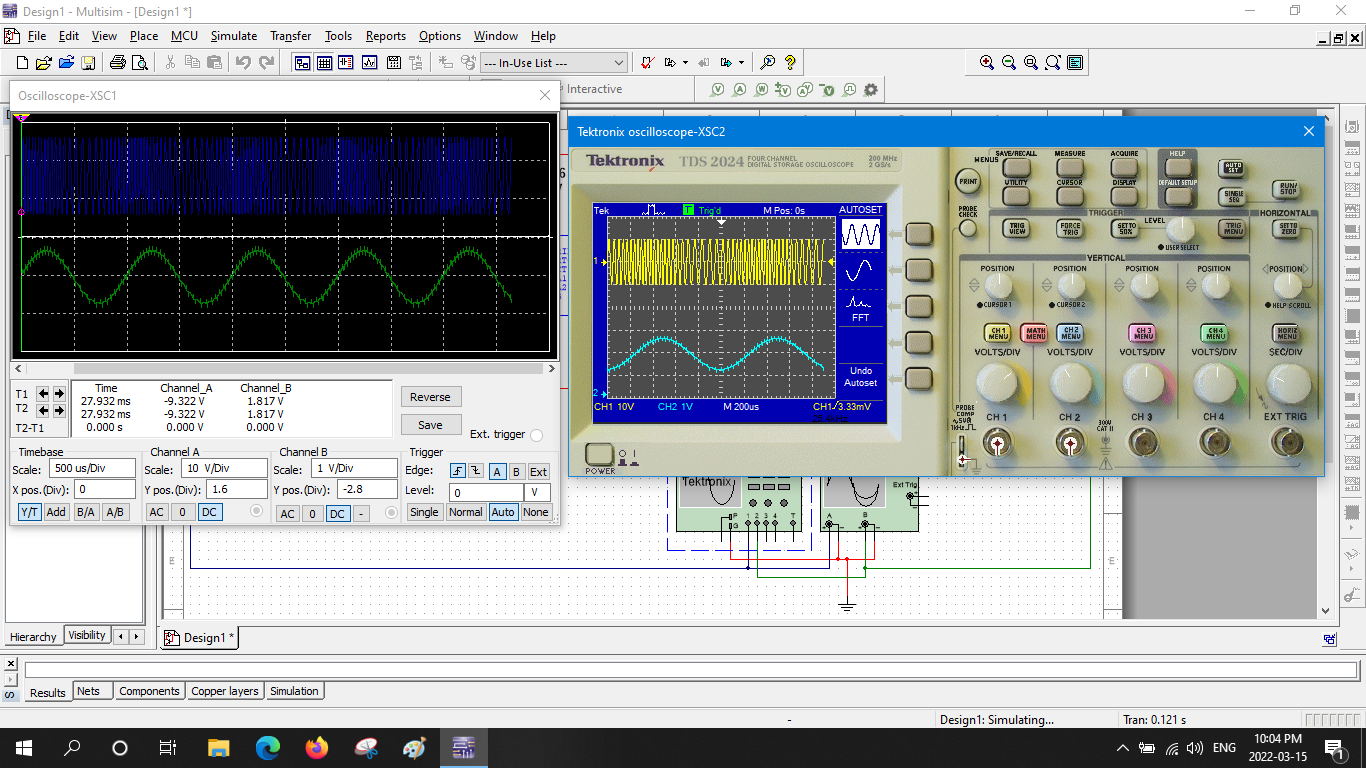 Design1 - Multisim - [Design1 *]
File Edit View Place MCU Simulate Transfer Tools Reports Options Window Help
--- In-Use List ---
Interactive
Oscilloscope-XSC1
Time Channel_A Channel_B
T1 27.932 ms -9.322 V 1.817 V
T2 27.932 ms -9.322 V 1.817 V
T2-T1 0.000 s 0.000 V 0.000 V
Reverse
Save
Ext. trigger
Timebase
Scale: 500 us/Div
X pos.(Div): 0
Y/T Add B/A A/B
Channel A
Scale: 10 V/Div
Y pos.(Div): 1.6
AC 0 DC
Channel B
Scale: 1 V/Div
Y pos.(Div): -2.8
AC 0 DC -
Trigger
Edge: A B Ext
Level: 0 V
Single Normal Auto None
Tektronix oscilloscope-XSC2
Tektronix TDS 2024 FOUR CHANNEL DIGITAL STORAGE OSCILLOSCOPE 200 MHz 2 GS/s
Tek T Trig'd M Pos: 0s AUTOSET
1
FFT
2
Undo Autoset
CH1 10V CH2 1V M 200us CH1 3.33mV
POWER
MENUS SAVE/RECALL MEASURE ACQUIRE HELP AUTO SET
PRINT UTILITY CURSOR DISPLAY DEFAULT SETUP SINGLE SEQ RUN/STOP
PROBE CHECK TRIGGER LEVEL HORIZONTAL
TRIG VIEW FORCE TRIG SET TO 50% USER SELECT TRIG MENU SET TO ZERO
VERTICAL
POSITION POSITION POSITION POSITION POSITION
CURSOR 1 CURSOR 2 HELP SCROLL
CH 1 MENU MATH MENU CH 2 MENU CH 3 MENU CH 4 MENU HORIZ MENU
VOLTS/DIV VOLTS/DIV VOLTS/DIV VOLTS/DIV SEC/DIV
PROBE COMP ~5V 1kHz CH 1 CH 2 300V CAT II CH 3 CH 4 EXT TRIG
Tektronix
P G 1 2 3 4 T
Ext Trig
A B
E E
Hierarchy Visibility
Design1 *
Results Nets Components Copper layers Simulation
- Design1: Simulating... Tran: 0.121 s
ENG
10:04 PM
2022-03-15
1